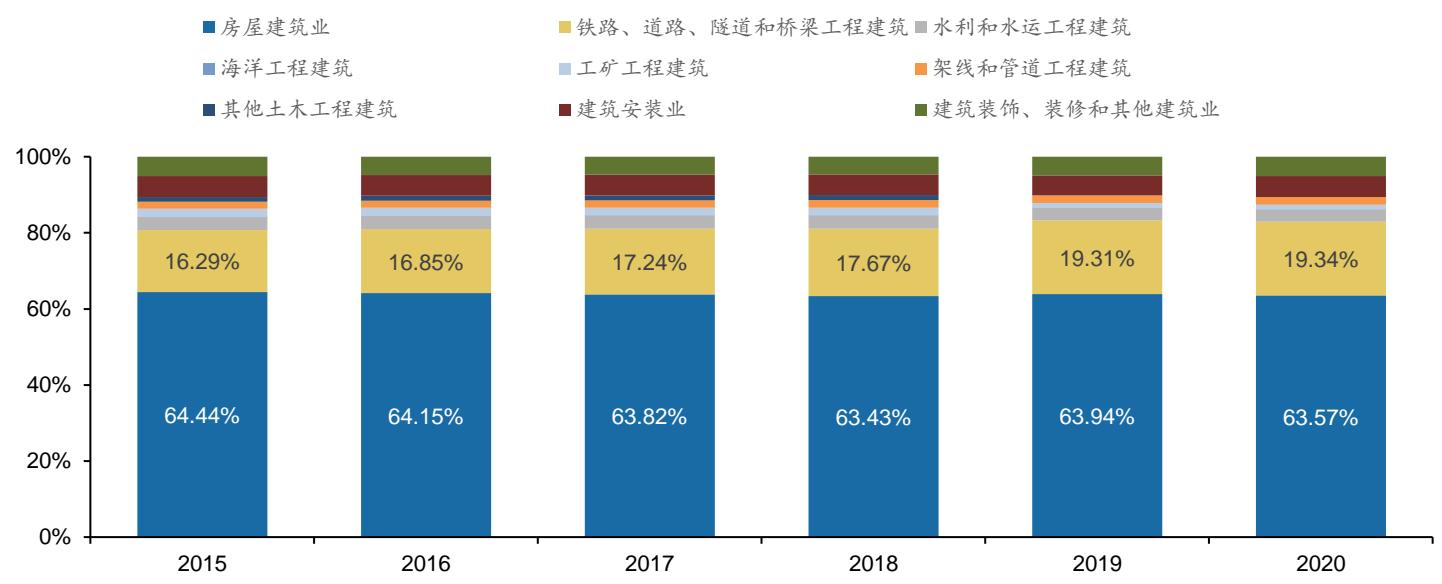 房屋建筑业 铁路、道路、隧道和桥梁工程建筑 水利和水运工程建筑
海洋工程建筑 工矿工程建筑 架线和管道工程建筑
其他土木工程建筑 建筑安装业 建筑装饰、装修和其他建筑业
100%
80%
16.29% 16.85% 17.24% 17.67% 19.31% 19.34%
60%
40%
64.44% 64.15% 63.82% 63.43% 63.94% 63.57%
20%
0%
2015 2016 2017 2018 2019 2020